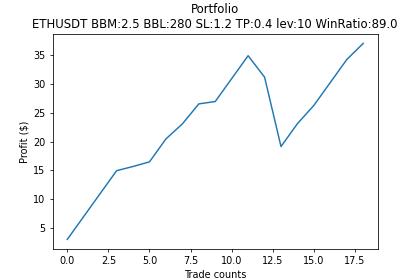 Portfolio
ETHUSDT BBM:2.5 BBL:280 SL:1.2 TP:0.4 lev:10 WinRatio:89.0
35
30
25
20
15
10
5
Profit ($)
0.0 2.5 5.0 7.5 10.0 12.5 15.0 17.5
Trade counts